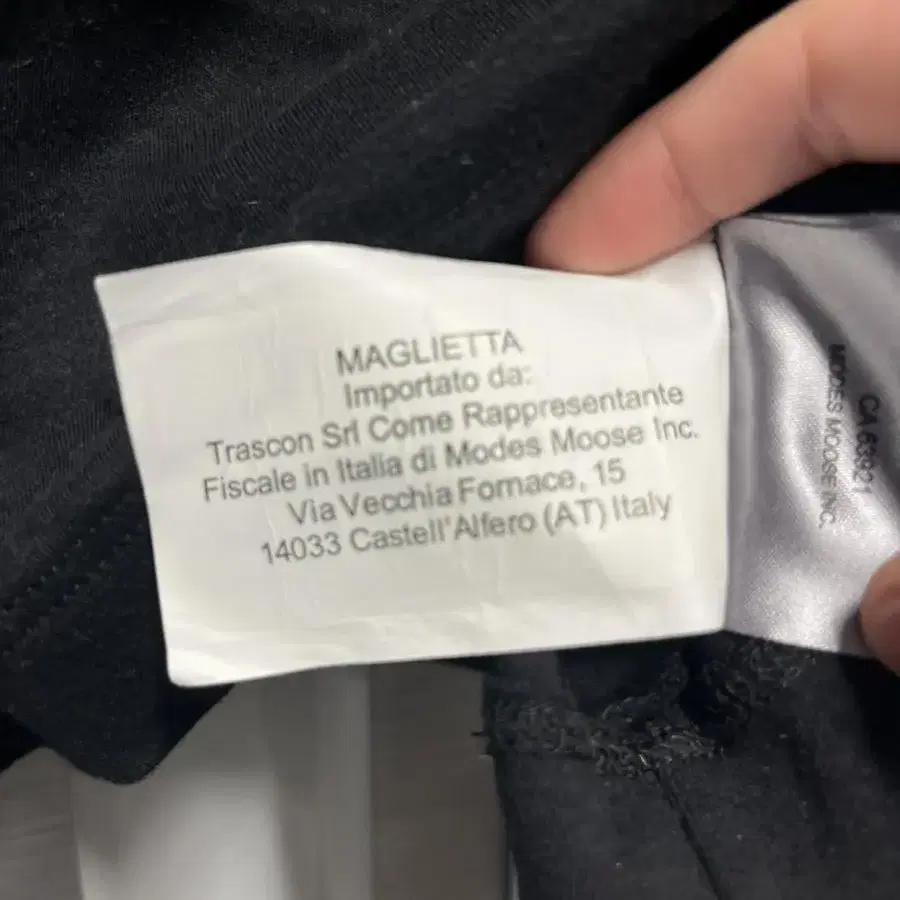 MAGLIETTA
Importato da:
Trascon Srl Come Rappresentante
Fiscale in Italia di Modes Moose Inc.
Via Vecchia Fornace, 15
14033 Castell'Alfero (AT) Italy
CA 63921
MODES MOOSE INC.